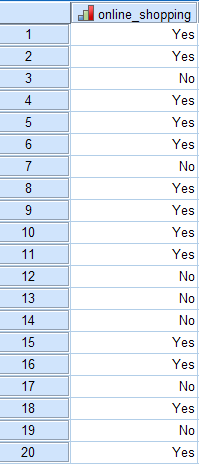 online_shopping
1 Yes
2 Yes
3 No
4 Yes
5 Yes
6 Yes
7 No
8 Yes
9 Yes
10 Yes
11 Yes
12 No
13 No
14 No
15 Yes
16 Yes
17 No
18 Yes
19 No
20 Yes